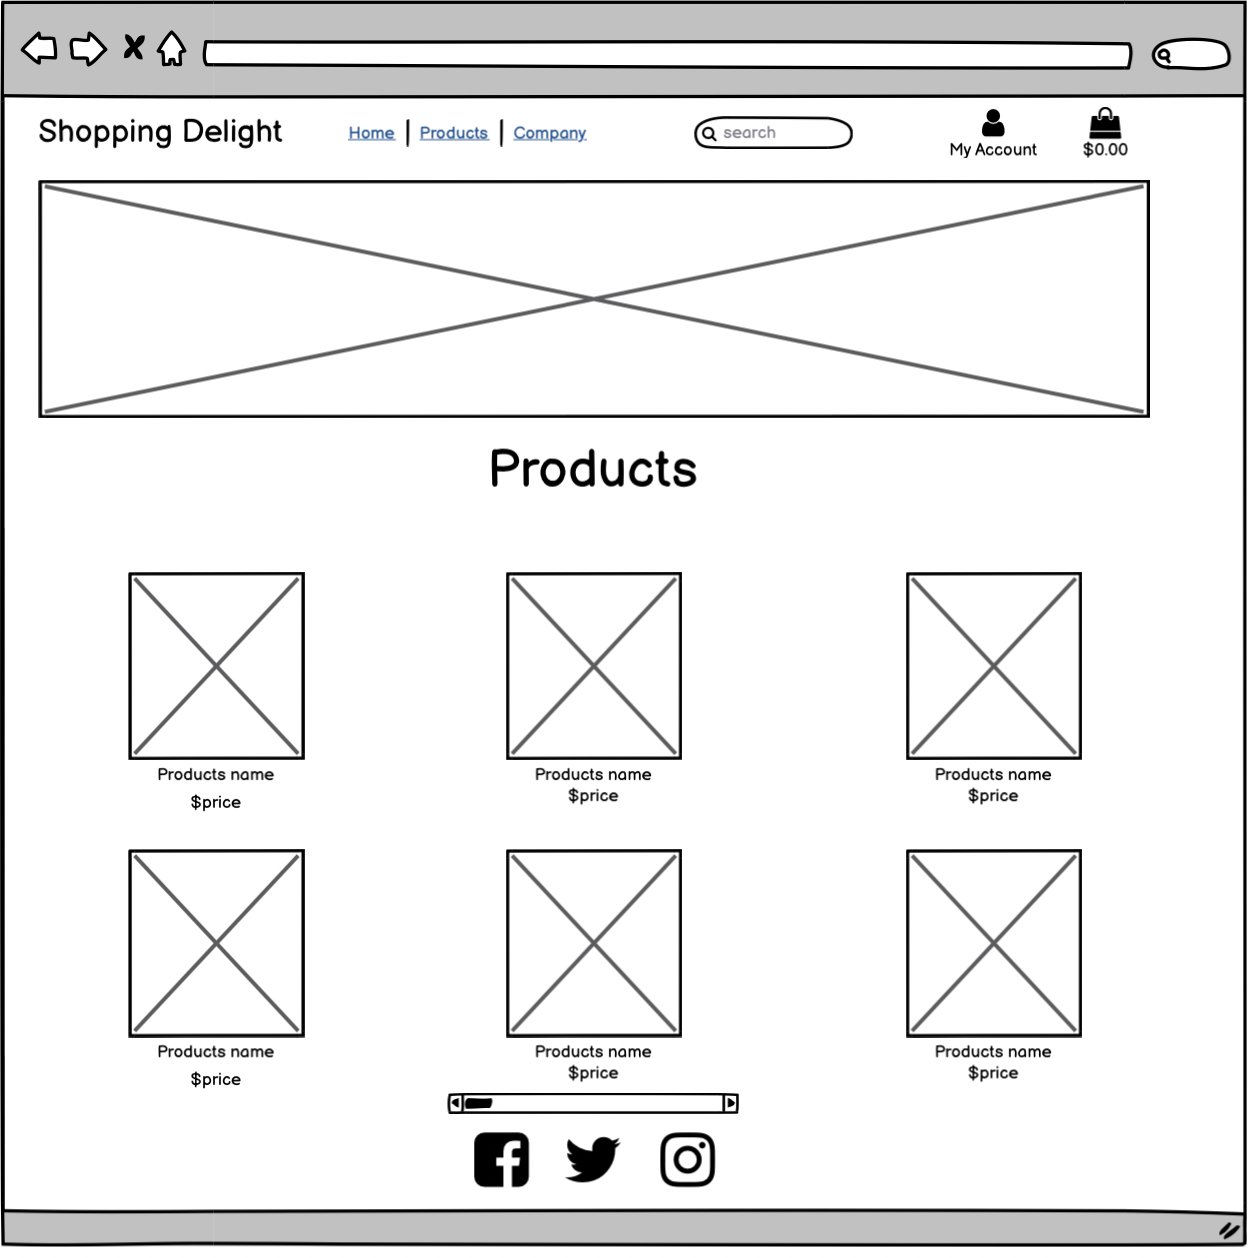 Shopping Delight
Home | Products | Company
search
My Account
$0.00
Products
Products name
$price
Products name
$price
Products name
$price
Products name
$price
Products name
$price
Products name
$price